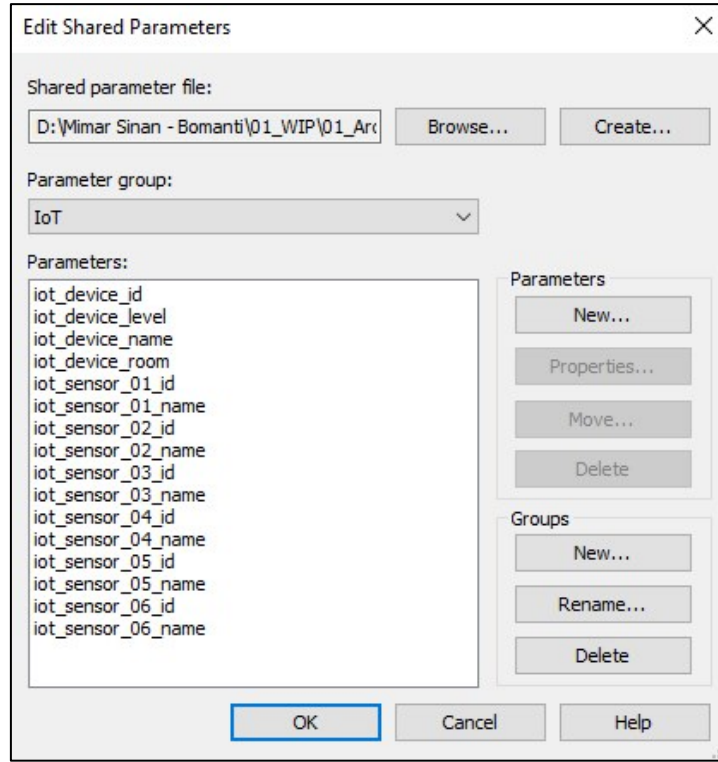 Edit Shared Parameters
Shared parameter file:
D:\Mimar Sinan - Bomanti\01_WIP\01_Arc
Browse...
Create...
Parameter group:
IoT
Parameters:
iot_device_id
iot_device_level
iot_device_name
iot_device_room
iot_sensor_01_id
iot_sensor_01_name
iot_sensor_02_id
iot_sensor_02_name
iot_sensor_03_id
iot_sensor_03_name
iot_sensor_04_id
iot_sensor_04_name
iot_sensor_05_id
iot_sensor_05_name
iot_sensor_06_id
iot_sensor_06_name
Parameters
New...
Properties...
Move...
Delete
Groups
New...
Rename...
Delete
OK
Cancel
Help